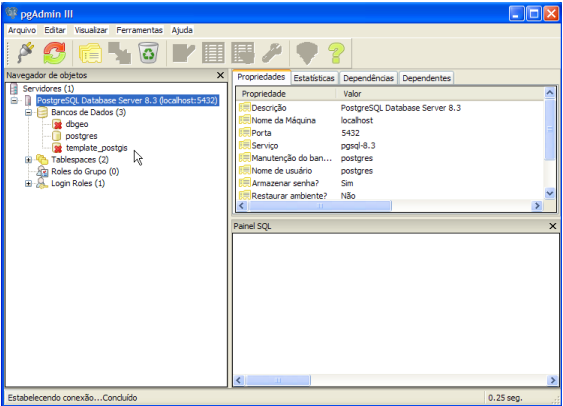 pgAdmin III
Arquivo Editar Visualizar Ferramentas Ajuda
Navegador de objetos
Servidores (1)
PostgreSQL Database Server 8.3 (localhost:5432)
Bancos de Dados (3)
dbgeo
postgres
template_postgis
Tablespaces (2)
Roles do Grupo (0)
Login Roles (1)
Propriedades Estatísticas Dependências Dependentes
Propriedade Valor
Descrição PostgreSQL Database Server 8.3
Nome da Máquina localhost
Porta 5432
Serviço pgsql-8.3
Manutenção do ban... postgres
Nome de usuário postgres
Armazenar senha? Sim
Restaurar ambiente? Não
Painel SQL
Estabelecendo conexão...Concluído 0.25 seg.